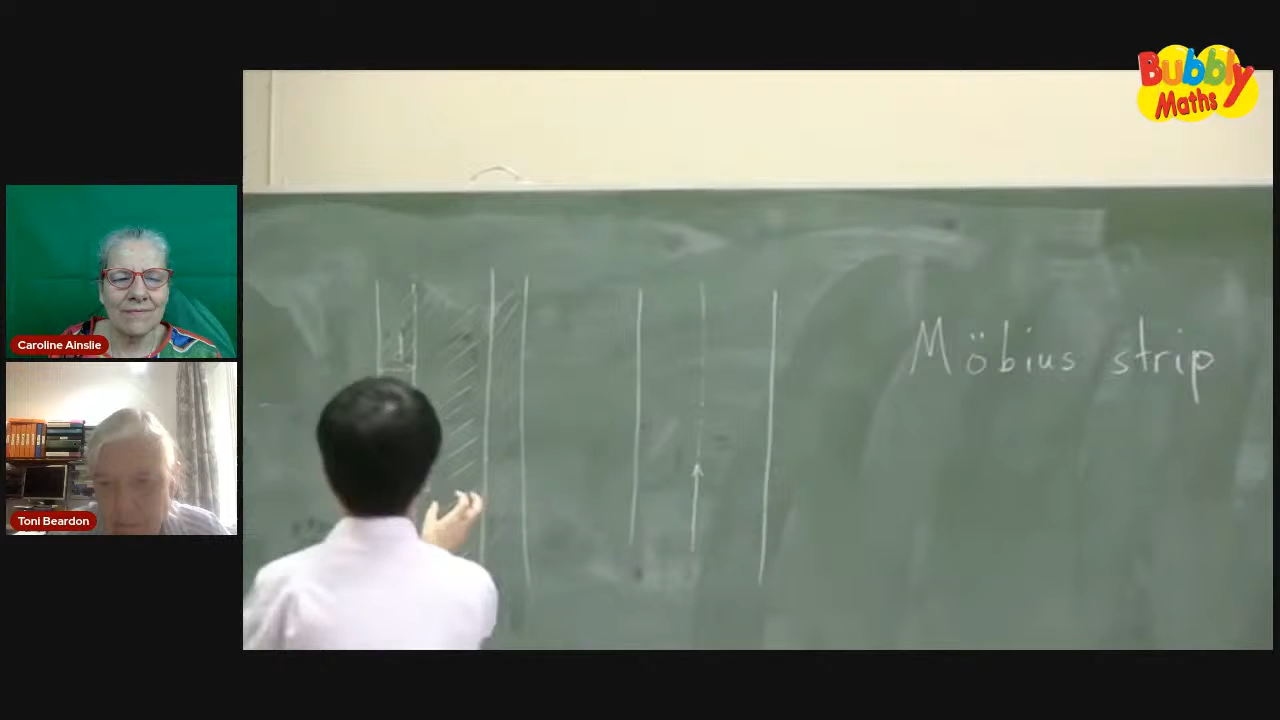 Bubbly
Maths
Caroline Ainslie
Toni Beardon
Möbius strip